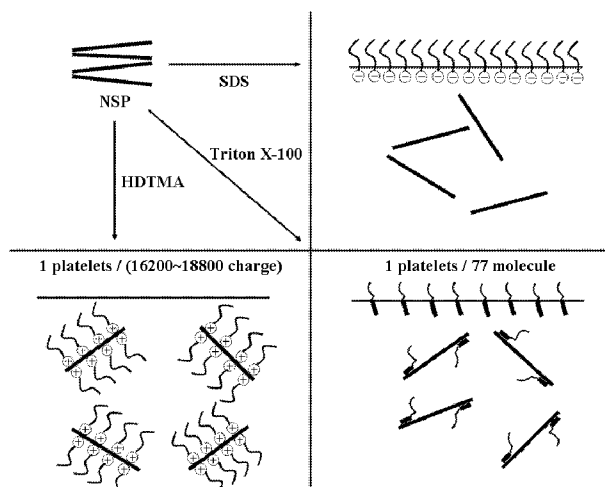 NSP
SDS
Triton X-100
HDTMA
1 platelets / (16200~18800 charge)
1 platelets / 77 molecule